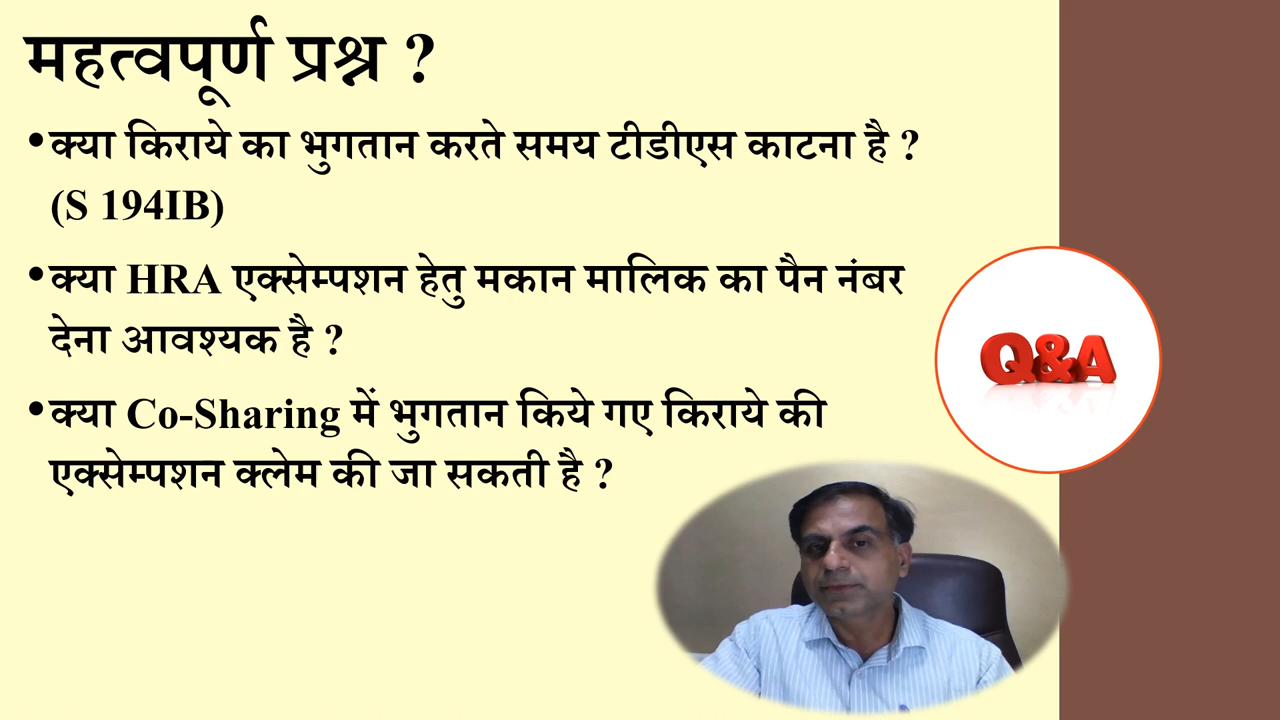 महत्वपूर्ण प्रश्न ?
•क्या किराये का भुगतान करते समय टीडीएस काटना है ?
(S 194IB)
•क्या HRA एक्सेम्पशन हेतु मकान मालिक का पैन नंबर
देना आवश्यक है ?
•क्या Co-Sharing में भुगतान किये गए किराये की
एक्सेम्पशन क्लेम की जा सकती है ?
Q&A